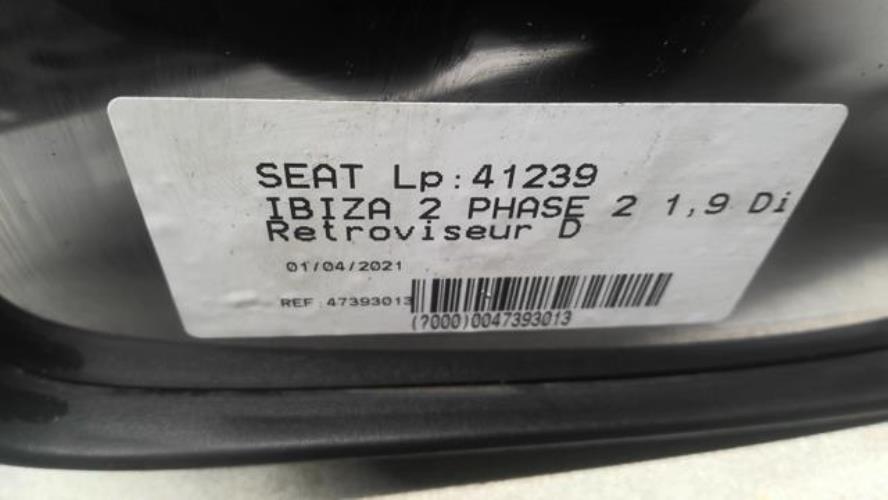 SEAT Lp:41239
IBIZA 2 PHASE 2 1,9 Di
Retroviseur D
01/04/2021
REF 47393013
(7000)0047393013